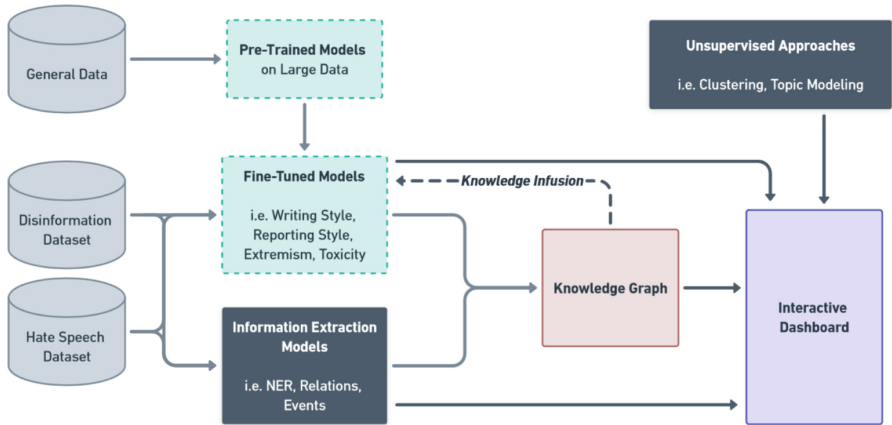 General Data
Pre-Trained Models
on Large Data
Unsupervised Approaches
i.e. Clustering, Topic Modeling
Disinformation
Dataset
Fine-Tuned Models
i.e. Writing Style,
Reporting Style,
Extremism, Toxicity
Knowledge Infusion
Hate Speech
Dataset
Information Extraction
Models
i.e. NER, Relations,
Events
Knowledge Graph
Interactive
Dashboard